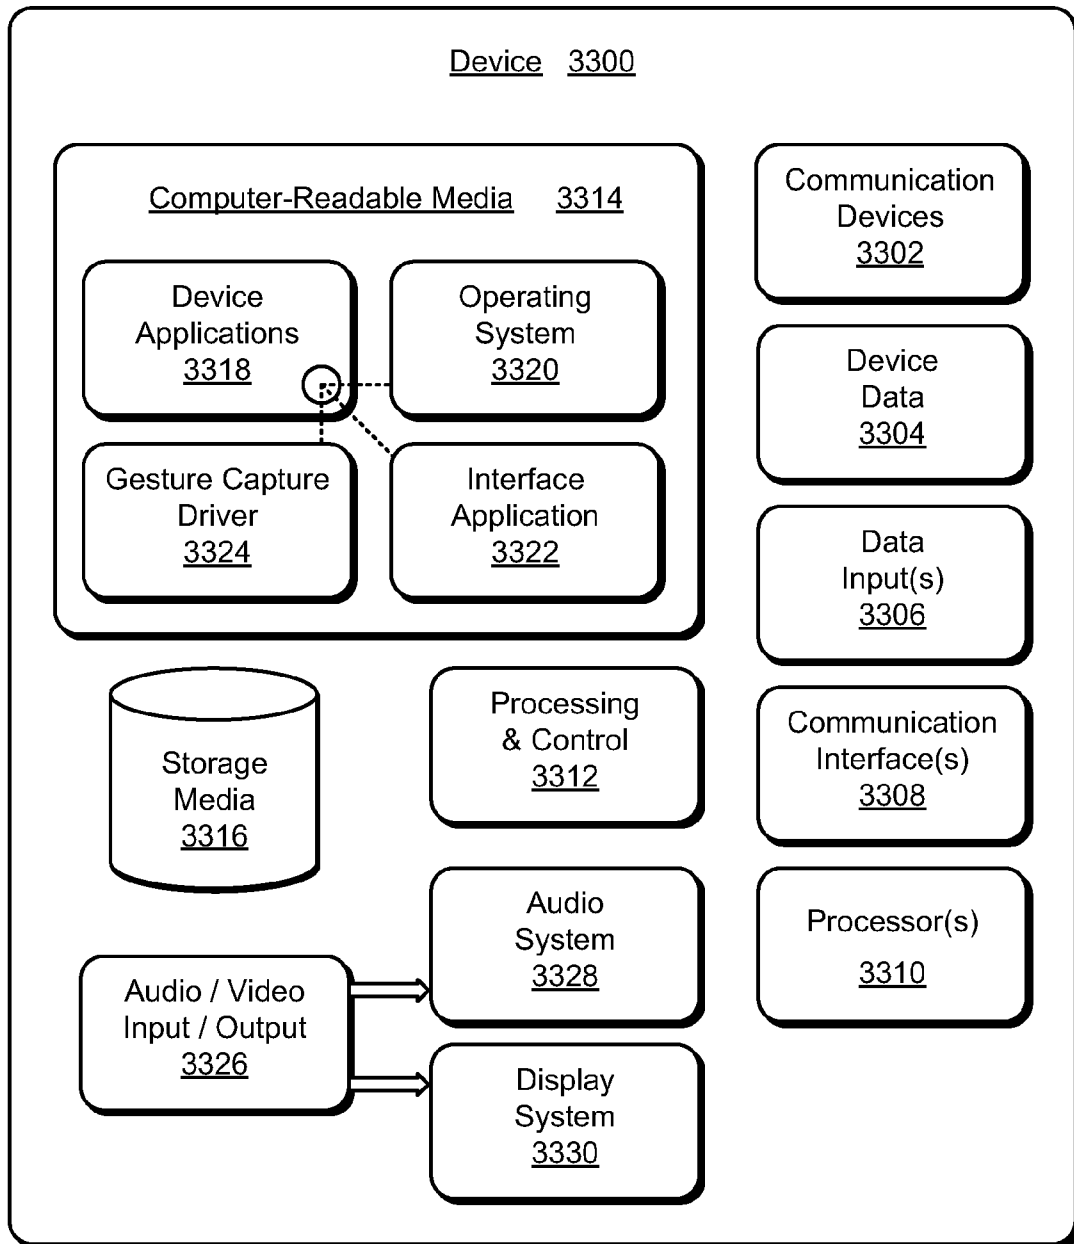 Device 3300
Computer-Readable Media 3314
Device
Applications
3318
Operating
System
3320
Gesture Capture
Driver
3324
Interface
Application
3322
Storage
Media
3316
Processing
& Control
3312
Audio / Video
Input / Output
3326
Audio
System
3328
Display
System
3330
Communication
Devices
3302
Device
Data
3304
Data
Input(s)
3306
Communication
Interface(s)
3308
Processor(s)
3310